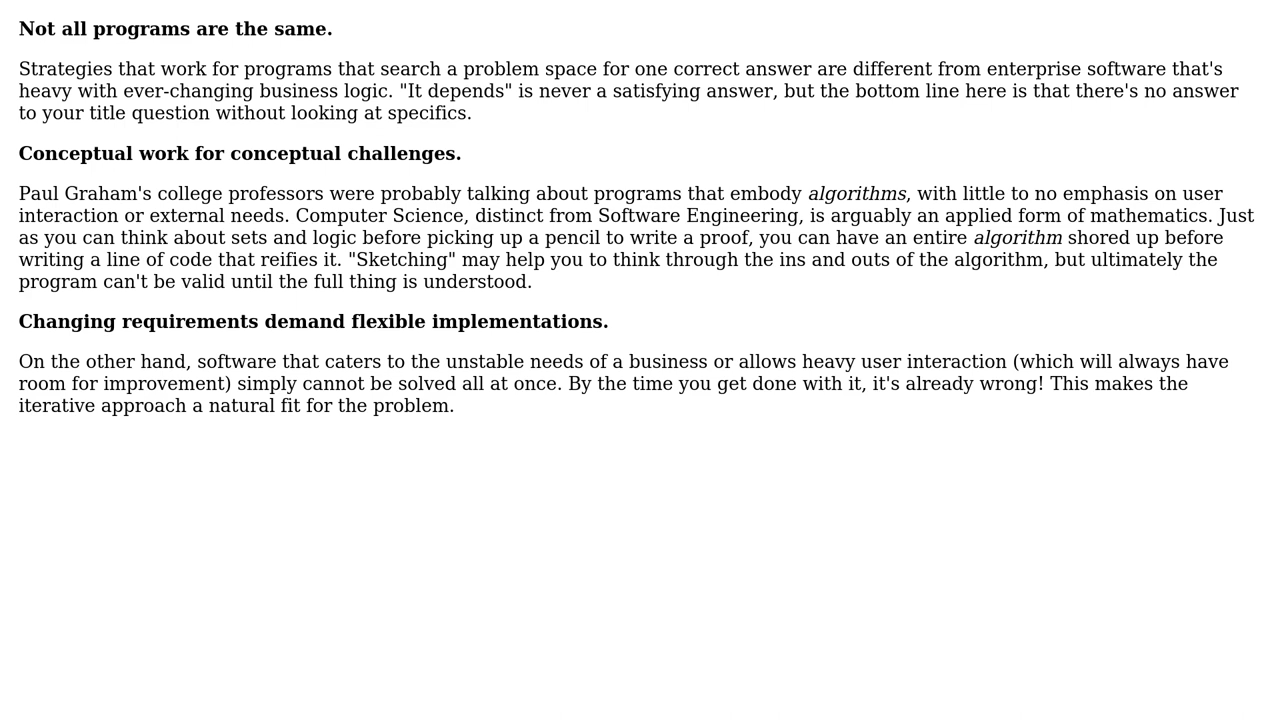 Not all programs are the same.
Strategies that work for programs that search a problem space for one correct answer are different from enterprise software that's
heavy with ever-changing business logic. "It depends" is never a satisfying answer, but the bottom line here is that there's no answer
to your title question without looking at specifics.
Conceptual work for conceptual challenges.
Paul Graham's college professors were probably talking about programs that embody algorithms, with little to no emphasis on user
interaction or external needs. Computer Science, distinct from Software Engineering, is arguably an applied form of mathematics. Just
as you can think about sets and logic before picking up a pencil to write a proof, you can have an entire algorithm shored up before
writing a line of code that reifies it. "Sketching" may help you to think through the ins and outs of the algorithm, but ultimately the
program can't be valid until the full thing is understood.
Changing requirements demand flexible implementations.
On the other hand, software that caters to the unstable needs of a business or allows heavy user interaction (which will always have
room for improvement) simply cannot be solved all at once. By the time you get done with it, it's already wrong! This makes the
iterative approach a natural fit for the problem.